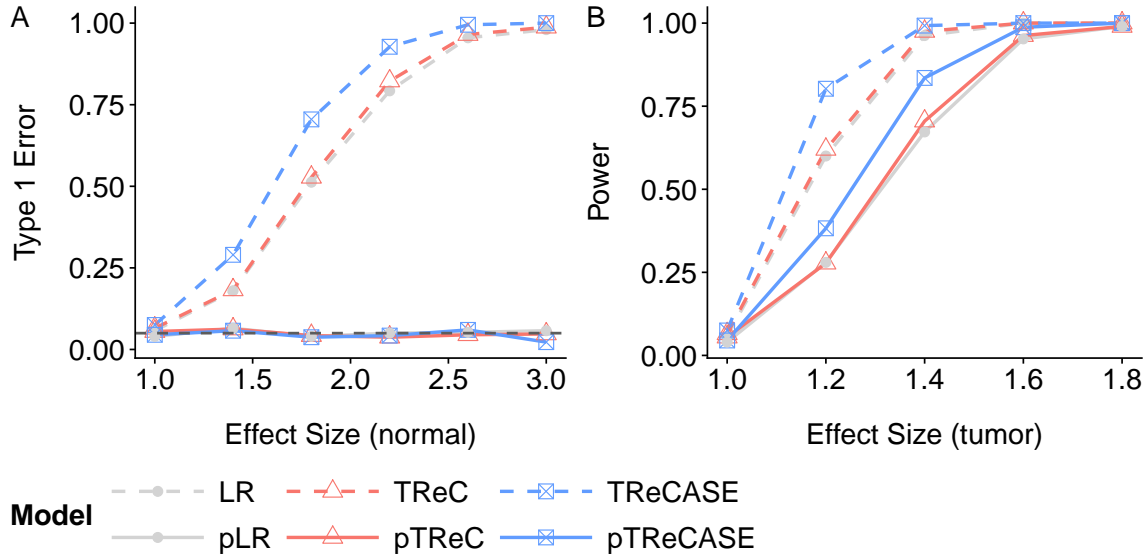 A
Type 1 Error
1.00
0.75
0.50
0.25
0.00
1.0 1.5 2.0 2.5 3.0
Effect Size (normal)
B
Power
1.00
0.75
0.50
0.25
0.00
1.0 1.2 1.4 1.6 1.8
Effect Size (tumor)
Model
LR TReC TReCASE
pLR pTReC pTReCASE